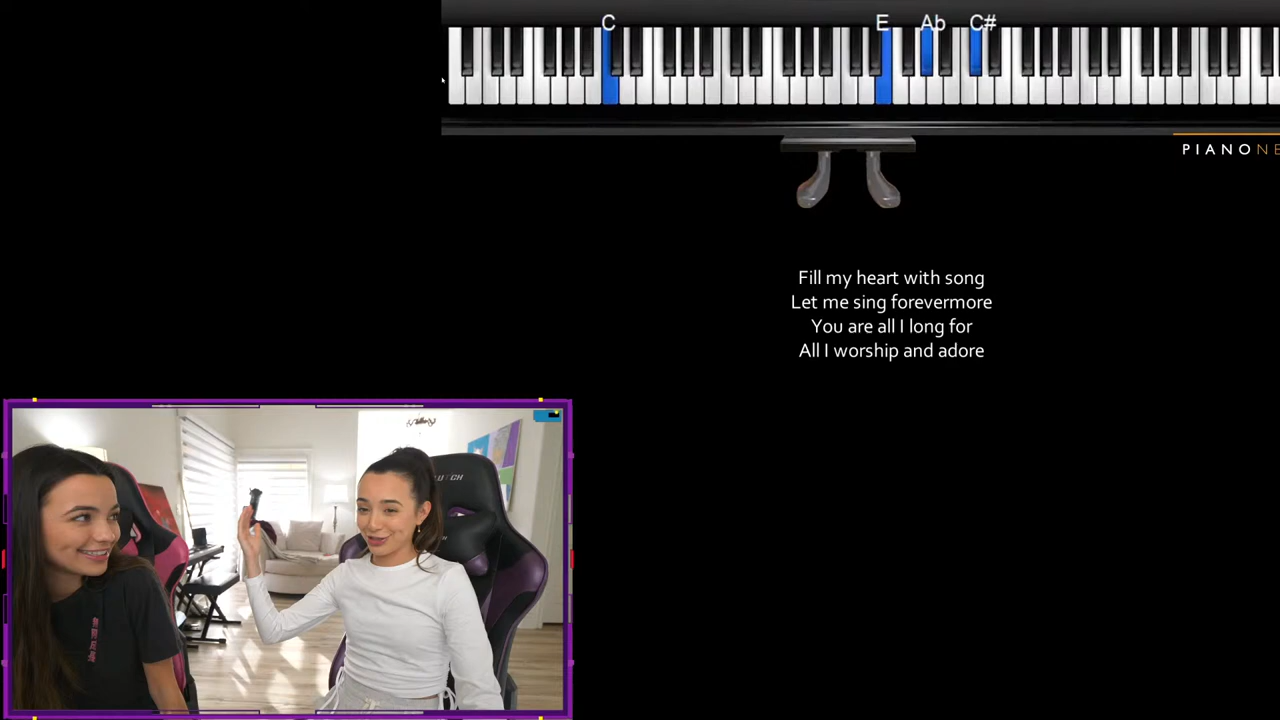 C E Ab C#
PIANO NE
Fill my heart with song
Let me sing forevermore
You are all I long for
All I worship and adore